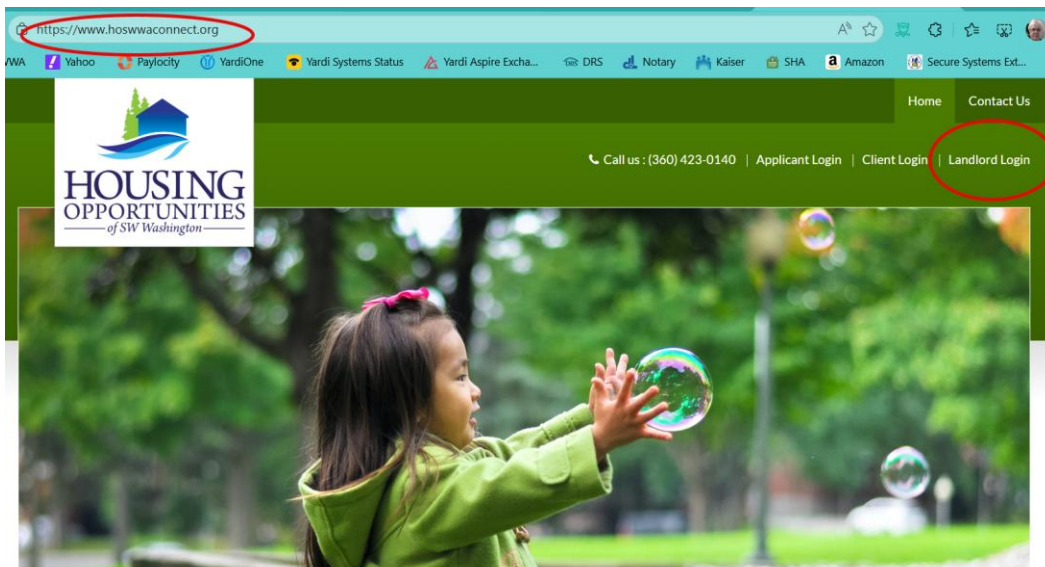 https://www.hoswwaconnect.org
VWA Yahoo Paylocity YardiOne Yardi Systems Status Yardi Aspire Excha... DRS Notary Kaiser SHA Amazon Secure Systems Ext...
Home Contact Us
Call us : (360) 423-0140 | Applicant Login | Client Login | Landlord Login
HOUSING
OPPORTUNITIES
of SW Washington